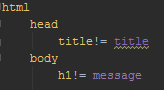 html
    head
        title!= title
    body
        h1!= message